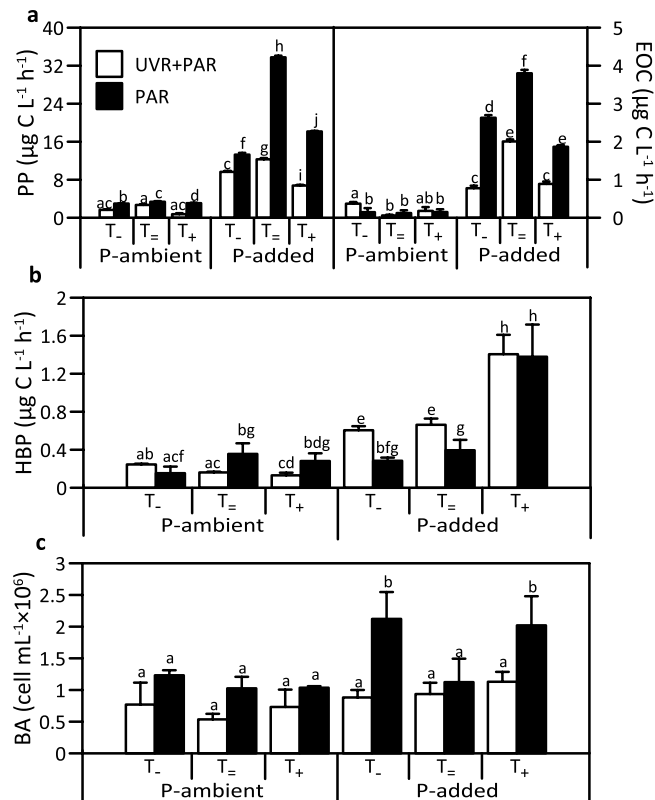 a
40
32
24
16
8
0
PP (µg C L⁻¹ h⁻¹)
UVR+PAR
PAR
5
4
3
2
1
0
EOC (µg C L⁻¹ h⁻¹)
ac b a c ac d c f g h i j a b b b ab b c d e f c e
T₋ T₌ T₊ T₋ T₌ T₊ T₋ T₌ T₊ T₋ T₌ T₊
P-ambient P-added P-ambient P-added
b
2
1.6
1.2
0.8
0.4
0
HBP (µg C L⁻¹ h⁻¹)
ab acf ac bg cd bdg e bfg e g h h
T₋ T₌ T₊ T₋ T₌ T₊
P-ambient P-added
c
3
2.5
2
1.5
1
0.5
0
BA (cell mL⁻¹×10⁶)
a a a a a a a b a a a b
T₋ T₌ T₊ T₋ T₌ T₊
P-ambient P-added